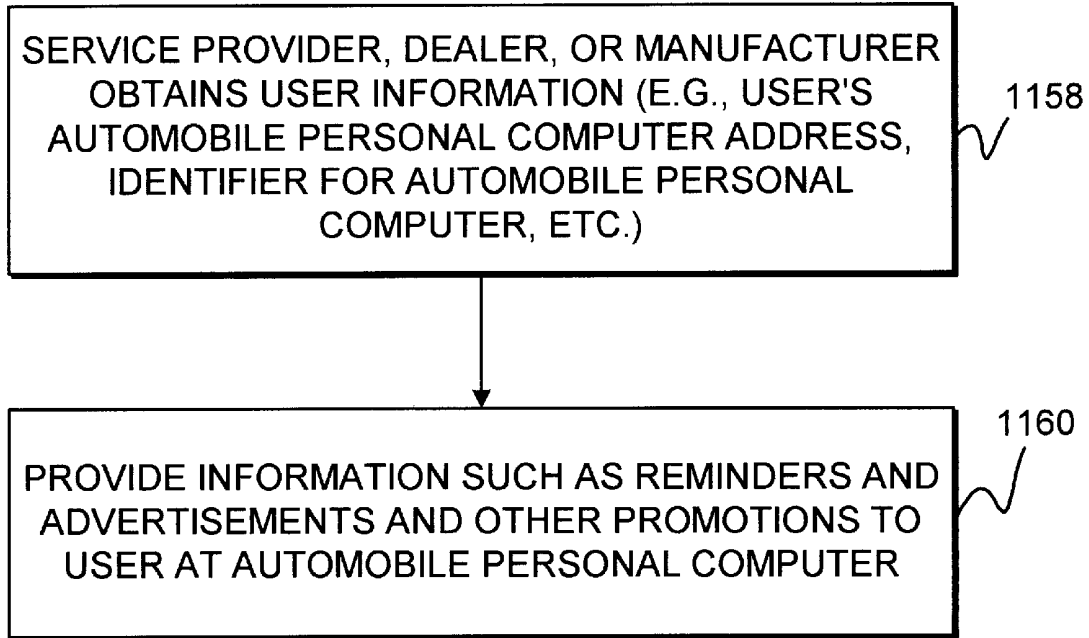 SERVICE PROVIDER, DEALER, OR MANUFACTURER
OBTAINS USER INFORMATION (E.G., USER'S
AUTOMOBILE PERSONAL COMPUTER ADDRESS,
IDENTIFIER FOR AUTOMOBILE PERSONAL
COMPUTER, ETC.)
1158
PROVIDE INFORMATION SUCH AS REMINDERS AND
ADVERTISEMENTS AND OTHER PROMOTIONS TO
USER AT AUTOMOBILE PERSONAL COMPUTER
1160